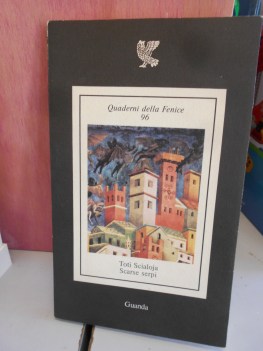 Quaderni della Fenice
96
Toti Scialoja
Scarse serpi
Guanda